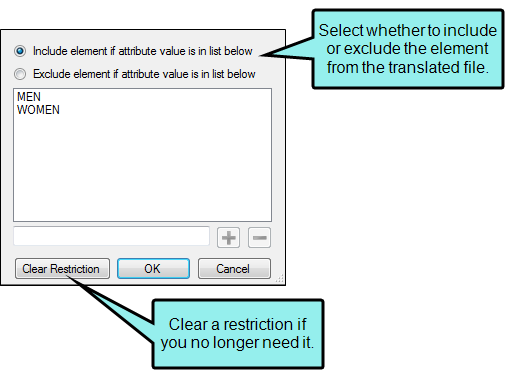 Include element if attribute value is in list below
Exclude element if attribute value is in list below
MEN
WOMEN
Clear Restriction
OK
Cancel
Select whether to include
or exclude the element
from the translated file.
Clear a restriction if
you no longer need it.